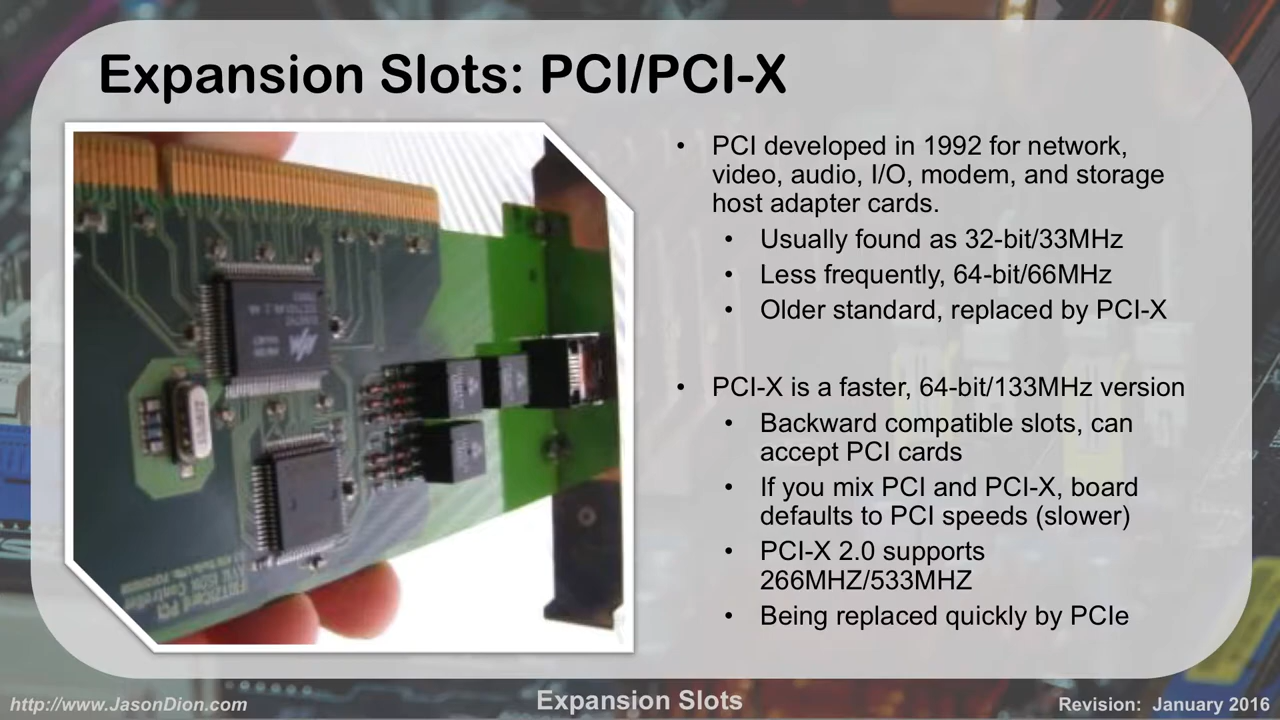 Expansion Slots: PCI/PCI-X
• PCI developed in 1992 for network,
video, audio, I/O, modem, and storage
host adapter cards.
• Usually found as 32-bit/33MHz
• Less frequently, 64-bit/66MHz
• Older standard, replaced by PCI-X
• PCI-X is a faster, 64-bit/133MHz version
• Backward compatible slots, can
accept PCI cards
• If you mix PCI and PCI-X, board
defaults to PCI speeds (slower)
• PCI-X 2.0 supports
266MHZ/533MHZ
• Being replaced quickly by PCIe
http://www.JasonDion.com
Expansion Slots
Revision: January 2016